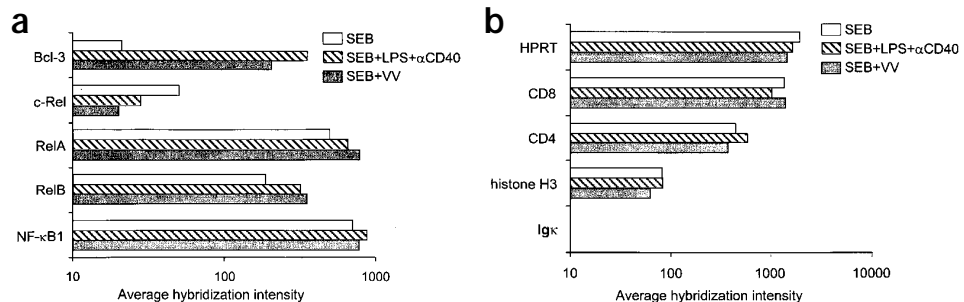 a
Bcl-3
c-Rel
RelA
RelB
NF-κB1
10 100 1000
Average hybridization intensity
SEB
SEB+LPS+αCD40
SEB+VV
b
HPRT
CD8
CD4
histone H3
Igκ
10 100 1000 10000
Average hybridization intensity
SEB
SEB+LPS+αCD40
SEB+VV